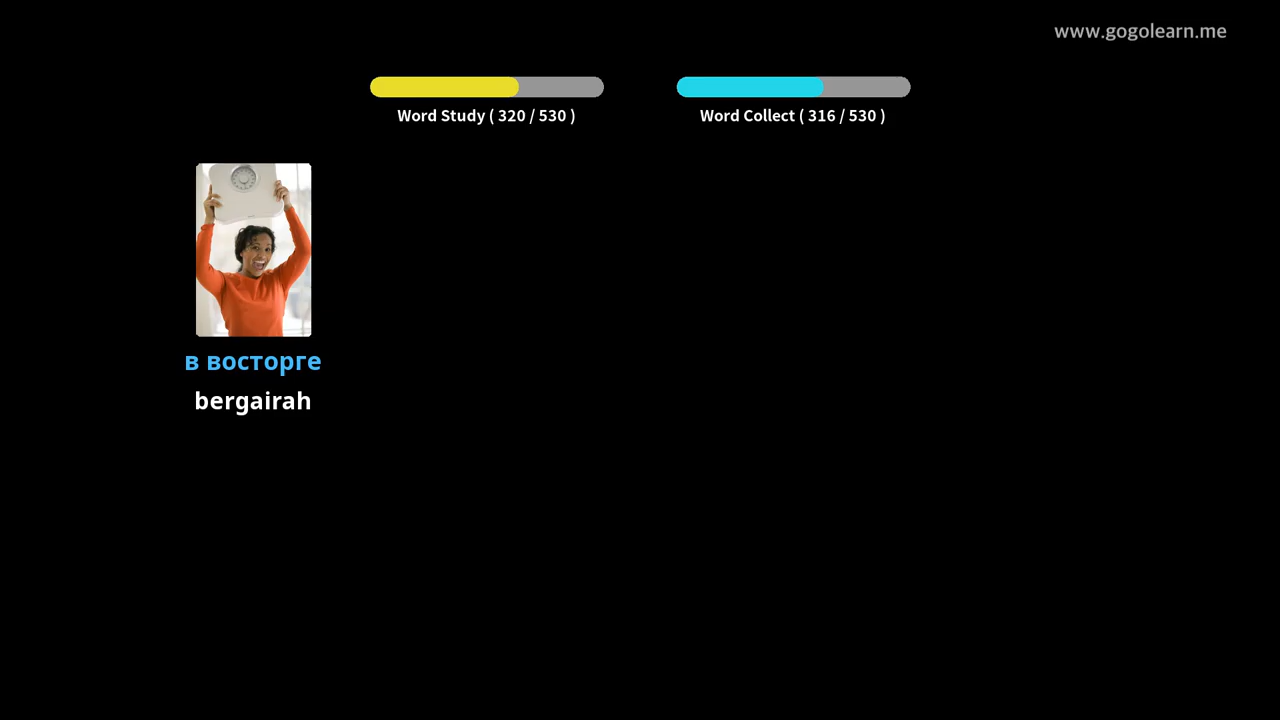 www.gogolearn.me
Word Study ( 320 / 530 )
Word Collect ( 316 / 530 )
в восторге
bergairah